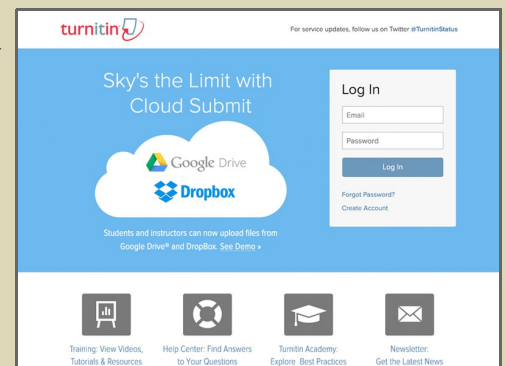 turnitin
For service updates, follow us on Twitter @TurnitinStatus
Sky's the Limit with
Cloud Submit
Google Drive
Dropbox
Students and instructors can now upload files from
Google Drive® and DropBox. See Demo »
Log In
Email
Password
Log In
Forgot Password?
Create Account
Training: View Videos,
Tutorials & Resources
Help Center: Find Answers
to Your Questions
Turnitin Academy:
Explore Best Practices
Newsletter:
Get the Latest News